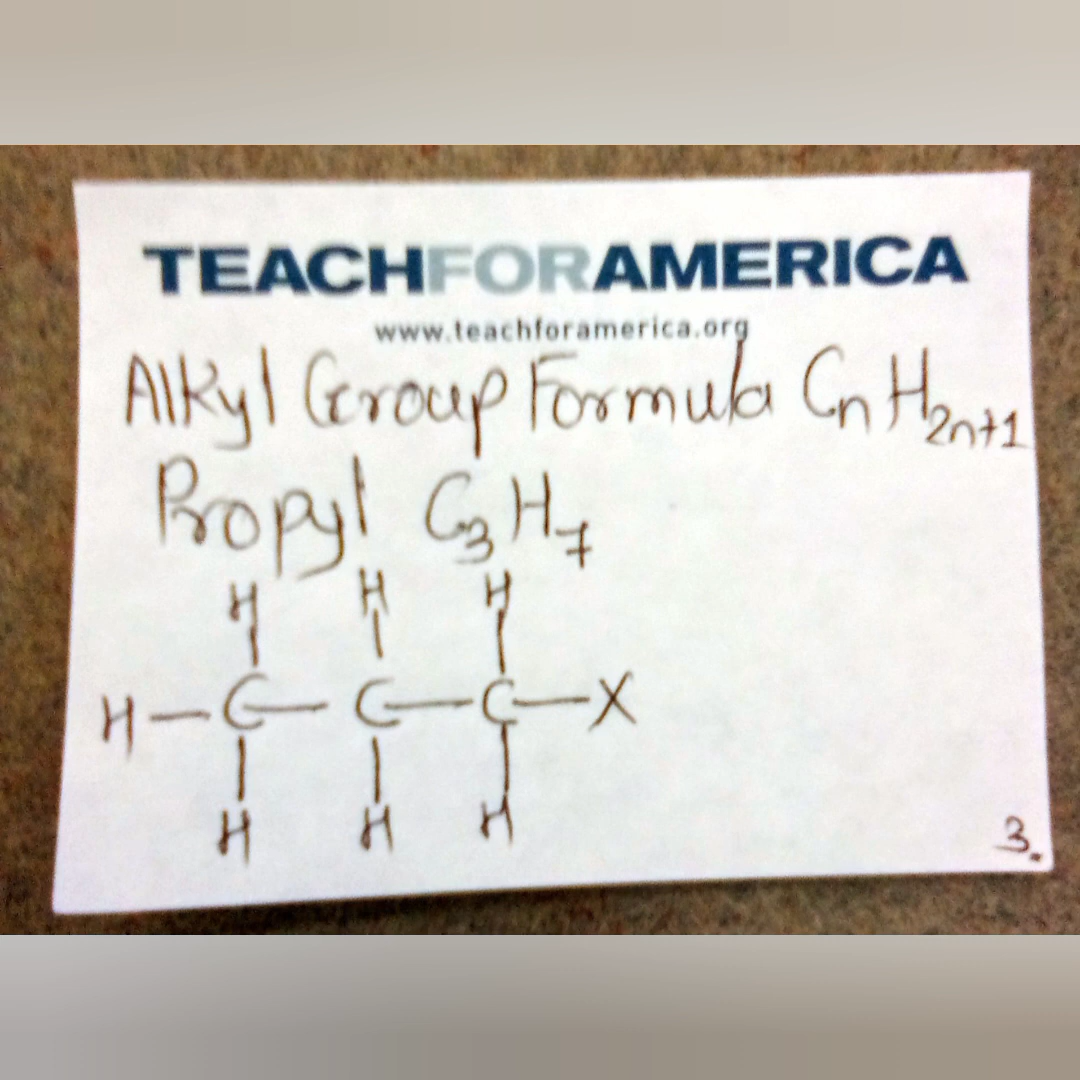 TEACHFORAMERICA
www.teachforamerica.org
Alkyl Group Formula CnH2n+1
Propyl C3H7
H H H
H—C—C—C—X
H H H
3.